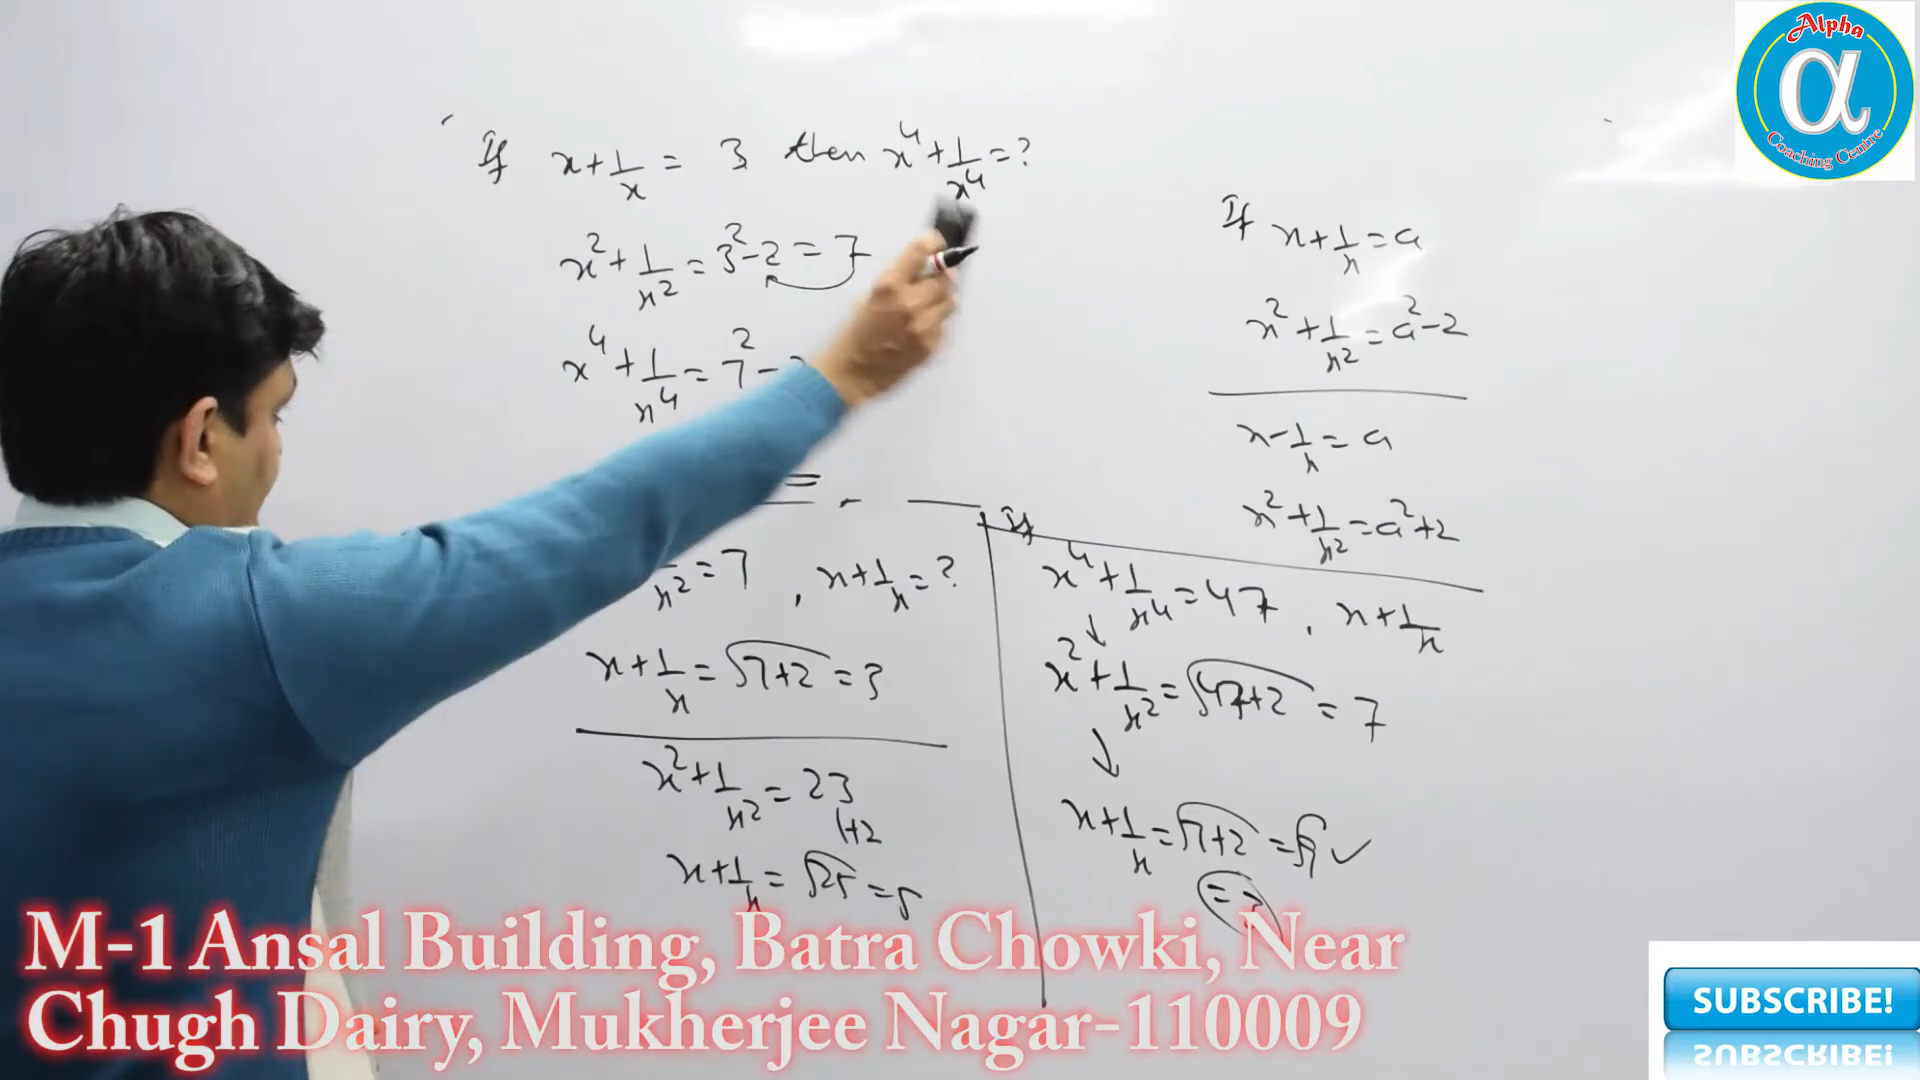 If x + 1/x = 3 then x⁴ + 1/x⁴ = ?
x² + 1/x² = 3² - 2 = 7
x⁴ + 1/x⁴ = 7² -
=
x² = 7 , x + 1/x = ?
x + 1/x = √7+2 = 3
x² + 1/x² = 23
+2
x + 1/x = √25 = 5
If x + 1/x = a
x² + 1/x² = a² - 2
x - 1/x = a
x² + 1/x² = a² + 2
If
x⁴ + 1/x⁴ = 47 , x + 1/x
x² + 1/x² = √47+2 = 7
x + 1/x = √7+2 = √9 ✓
= 3
Alpha
α
Coaching Centre
M-1 Ansal Building, Batra Chowki, Near
Chugh Dairy, Mukherjee Nagar-110009
SUBSCRIBE!